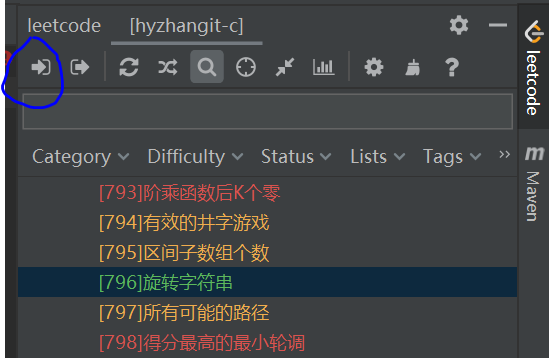 leetcode [hyzhangit-c]
Category Difficulty Status Lists Tags »
[793]阶乘函数后K个零
[794]有效的井字游戏
[795]区间子数组个数
[796]旋转字符串
[797]所有可能的路径
[798]得分最高的最小轮调
leetcode
m Maven